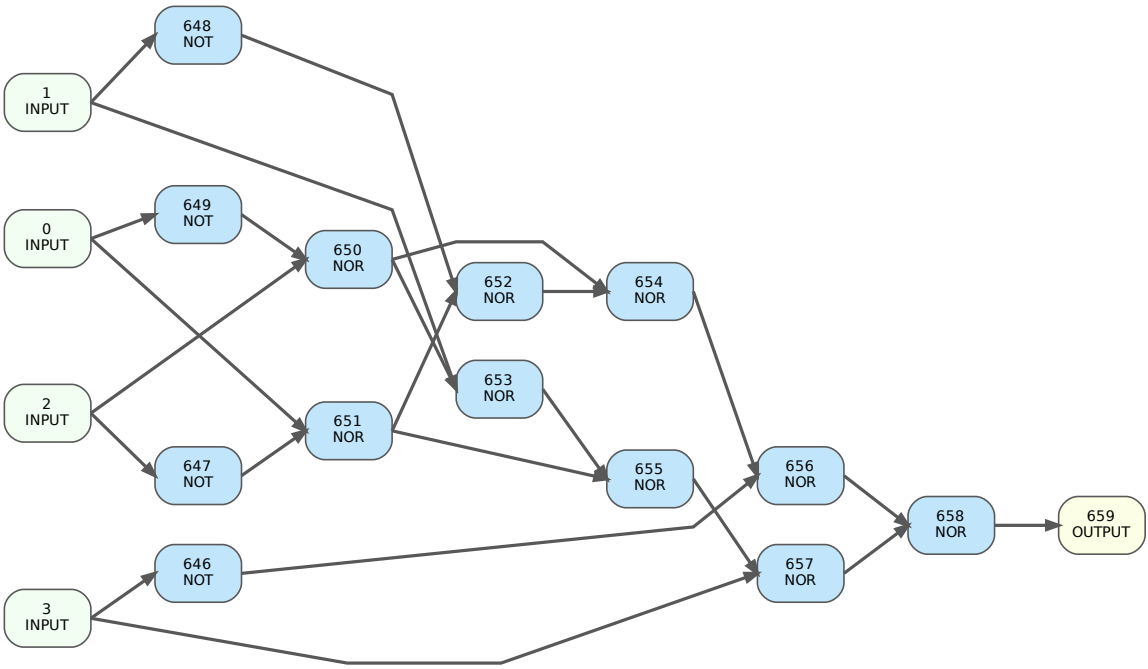 648
NOT
1
INPUT
649
NOT
0
INPUT
650
NOR
652
NOR
654
NOR
653
NOR
2
INPUT
651
NOR
647
NOT
655
NOR
656
NOR
658
NOR
659
OUTPUT
646
NOT
657
NOR
3
INPUT